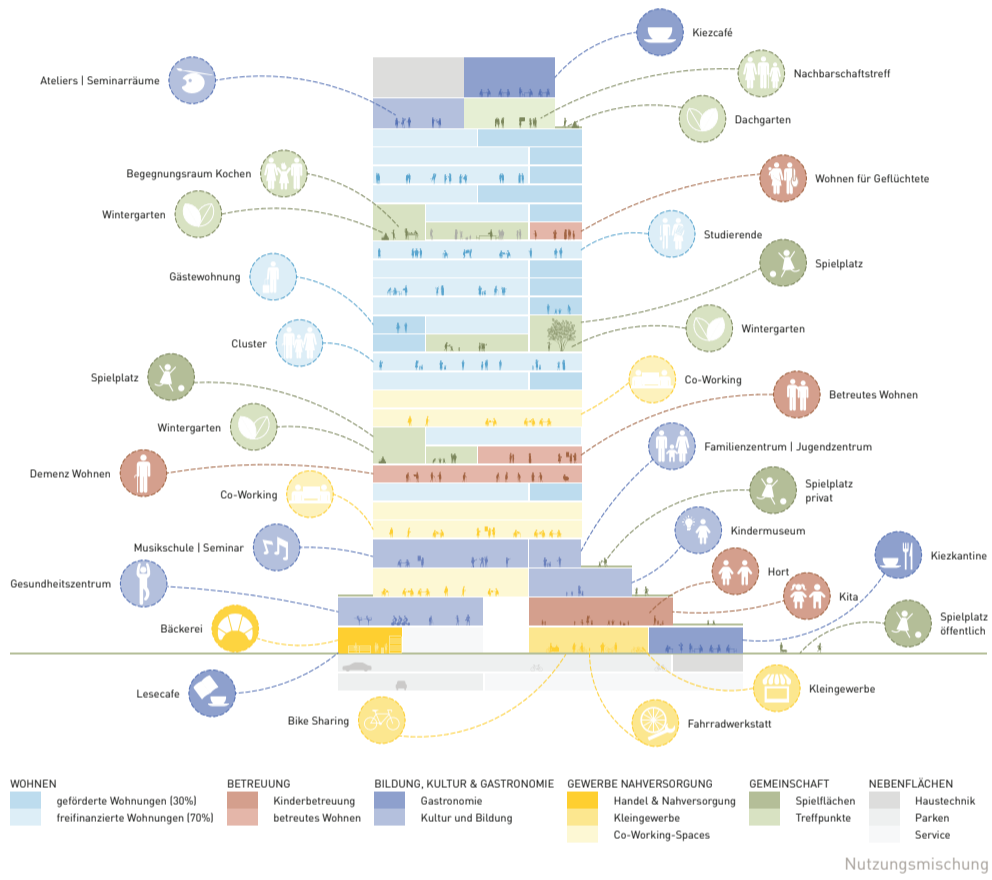 Kiezcafé
Ateliers | Seminarräume
Nachbarschaftstreff
Dachgarten
Begegnungsraum Kochen
Wohnen für Geflüchtete
Wintergarten
Studierende
Spielplatz
Gästewohnung
Wintergarten
Cluster
Spielplatz
Co-Working
Betreutes Wohnen
Wintergarten
Familienzentrum | Jugendzentrum
Demenz Wohnen
Spielplatz
privat
Co-Working
Kindermuseum
Musikschule | Seminar
Kiezkantine
Hort
Gesundheitszentrum
Kita
Spielplatz
öffentlich
Bäckerei
Lesecafe
Kleingewerbe
Bike Sharing
Fahrradwerkstatt
WOHNEN
geförderte Wohnungen (30%)
freifinanzierte Wohnungen (70%)
BETREUUNG
Kinderbetreuung
betreutes Wohnen
BILDUNG, KULTUR & GASTRONOMIE
Gastronomie
Kultur und Bildung
GEWERBE NAHVERSORGUNG
Handel & Nahversorgung
Kleingewerbe
Co-Working-Spaces
GEMEINSCHAFT
Spielflächen
Treffpunkte
NEBENFLÄCHEN
Haustechnik
Parken
Service
Nutzungsmischung